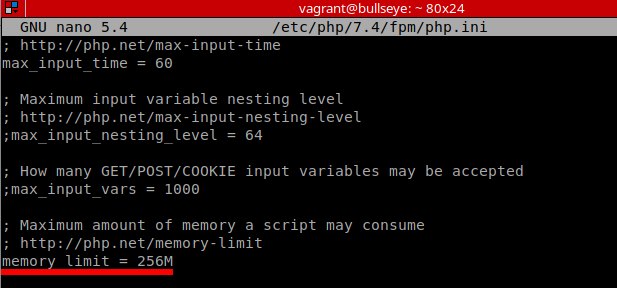 vagrant@bullseye: ~ 80x24
GNU nano 5.4 /etc/php/7.4/fpm/php.ini
; http://php.net/max-input-time
max_input_time = 60
; Maximum input variable nesting level
; http://php.net/max-input-nesting-level
;max_input_nesting_level = 64
; How many GET/POST/COOKIE input variables may be accepted
;max_input_vars = 1000
; Maximum amount of memory a script may consume
; http://php.net/memory-limit
memory_limit = 256M